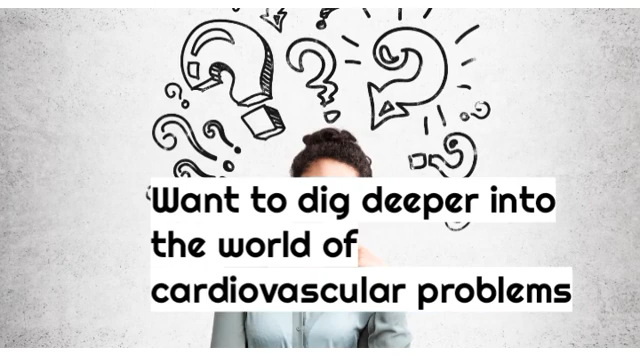 Want to dig deeper into
the world of
cardiovascular problems